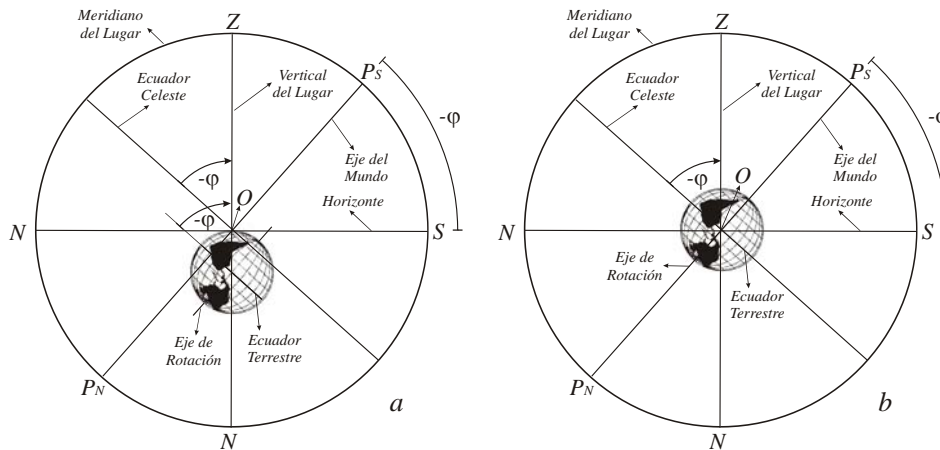 Meridiano
del Lugar
Z
Ecuador
Celeste
Vertical
del Lugar
PS
-φ
Eje del
Mundo
-φ
O
-φ
Horizonte
N
S
Eje de
Rotación
Ecuador
Terrestre
PN
N
a
Meridiano
del Lugar
Z
Ecuador
Celeste
Vertical
del Lugar
PS
-φ
Eje del
Mundo
O
-φ
Horizonte
N
S
Eje de
Rotación
Ecuador
Terrestre
PN
N
b